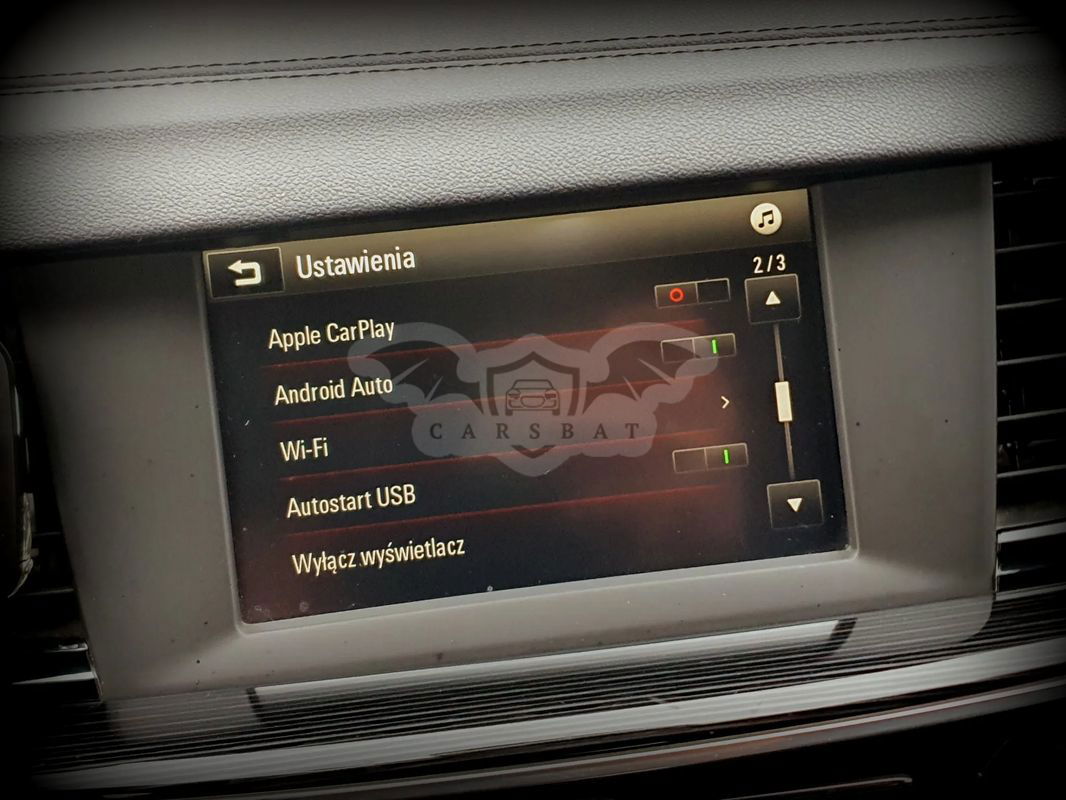 Ustawienia
2/3
Apple CarPlay
Android Auto
Wi-Fi
CARSBAT
Autostart USB
Wyłącz wyświetlacz